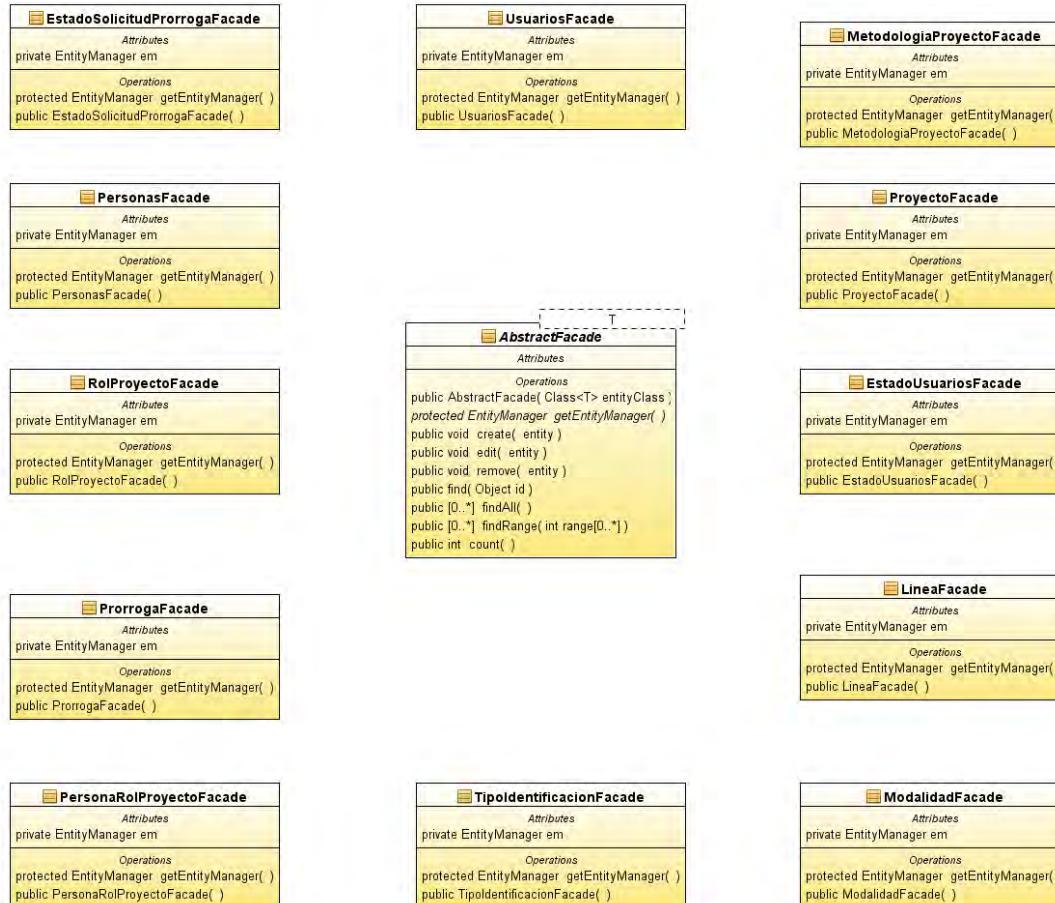 EstadoSolicitudProrrogaFacade
Attributes
private EntityManager em
Operations
protected EntityManager getEntityManager( )
public EstadoSolicitudProrrogaFacade( )
UsuariosFacade
Attributes
private EntityManager em
Operations
protected EntityManager getEntityManager( )
public UsuariosFacade( )
MetodologiaProyectoFacade
Attributes
private EntityManager em
Operations
protected EntityManager getEntityManager(
public MetodologiaProyectoFacade( )
PersonasFacade
Attributes
private EntityManager em
Operations
protected EntityManager getEntityManager( )
public PersonasFacade( )
ProyectoFacade
Attributes
private EntityManager em
Operations
protected EntityManager getEntityManager(
public ProyectoFacade( )
T
AbstractFacade
Attributes
Operations
public AbstractFacade( Class<T> entityClass )
protected EntityManager getEntityManager( )
public void create( entity )
public void edit( entity )
public void remove( entity )
public find( Object id )
public [0..*] findAll( )
public [0..*] findRange( int range[0..*] )
public int count( )
RolProyectoFacade
Attributes
private EntityManager em
Operations
protected EntityManager getEntityManager( )
public RolProyectoFacade( )
EstadoUsuariosFacade
Attributes
private EntityManager em
Operations
protected EntityManager getEntityManager(
public EstadoUsuariosFacade( )
ProrrogaFacade
Attributes
private EntityManager em
Operations
protected EntityManager getEntityManager( )
public ProrrogaFacade( )
LineaFacade
Attributes
private EntityManager em
Operations
protected EntityManager getEntityManager(
public LineaFacade( )
PersonaRolProyectoFacade
Attributes
private EntityManager em
Operations
protected EntityManager getEntityManager( )
public PersonaRolProyectoFacade( )
TipoIdentificacionFacade
Attributes
private EntityManager em
Operations
protected EntityManager getEntityManager( )
public TipoIdentificacionFacade( )
ModalidadFacade
Attributes
private EntityManager em
Operations
protected EntityManager getEntityManager(
public ModalidadFacade( )